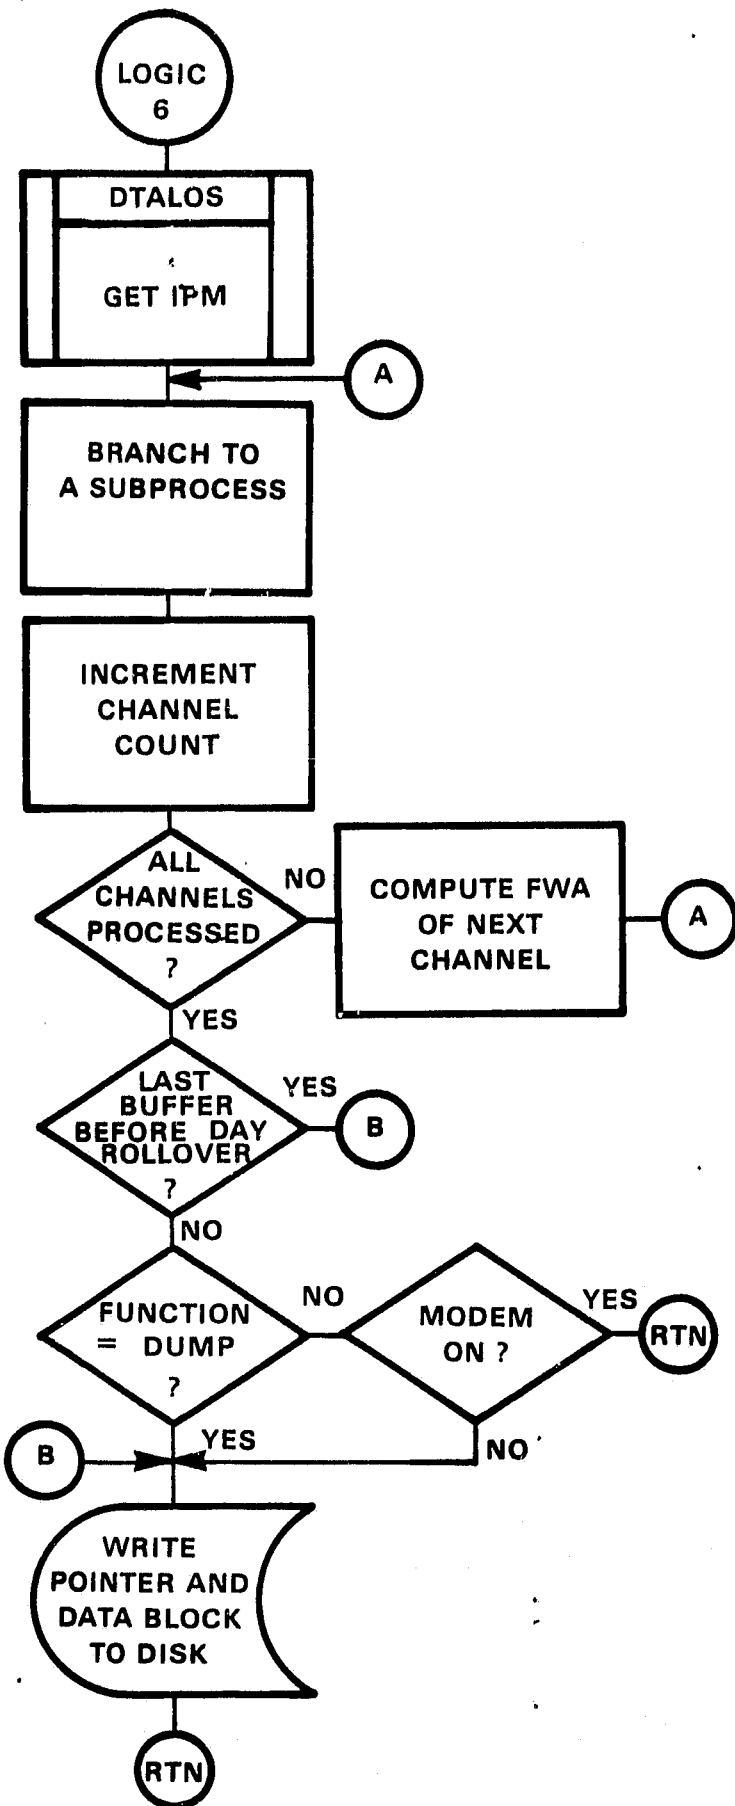 LOGIC
6
DTALOS
GET IPM
A
BRANCH TO
A SUBPROCESS
INCREMENT
CHANNEL
COUNT
ALL
CHANNELS
PROCESSED
?
NO
COMPUTE FWA
OF NEXT
CHANNEL
A
YES
LAST
BUFFER
BEFORE DAY
ROLLOVER
?
YES
B
NO
FUNCTION
= DUMP
?
NO
MODEM
ON ?
YES
RTN
B
YES
NO
WRITE
POINTER AND
DATA BLOCK
TO DISK
RTN